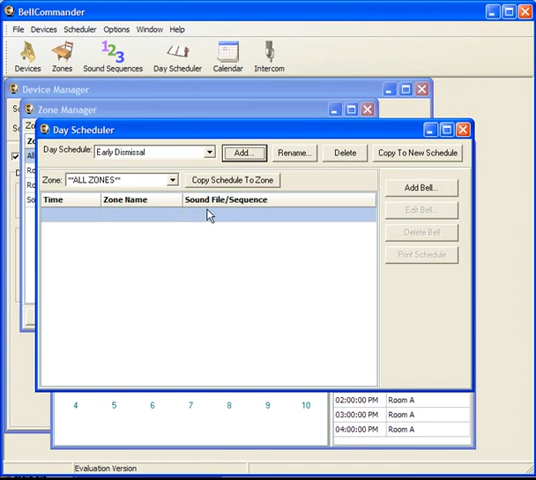 BellCommander
File Devices Scheduler Options Window Help
Devices Zones Sound Sequences Day Scheduler Calendar Intercom
Device Manager
Zone Manager
Day Scheduler
Day Schedule: Early Dismissal Add... Rename... Delete Copy To New Schedule
Zone: **ALL ZONES** Copy Schedule To Zone
Add Bell...
Time Zone Name Sound File/Sequence
Edit Bell...
Delete Bell
Print Schedule
4 5 6 7 8 9 10
02:00:00 PM Room A
03:00:00 PM Room A
04:00:00 PM Room A
Evaluation Version